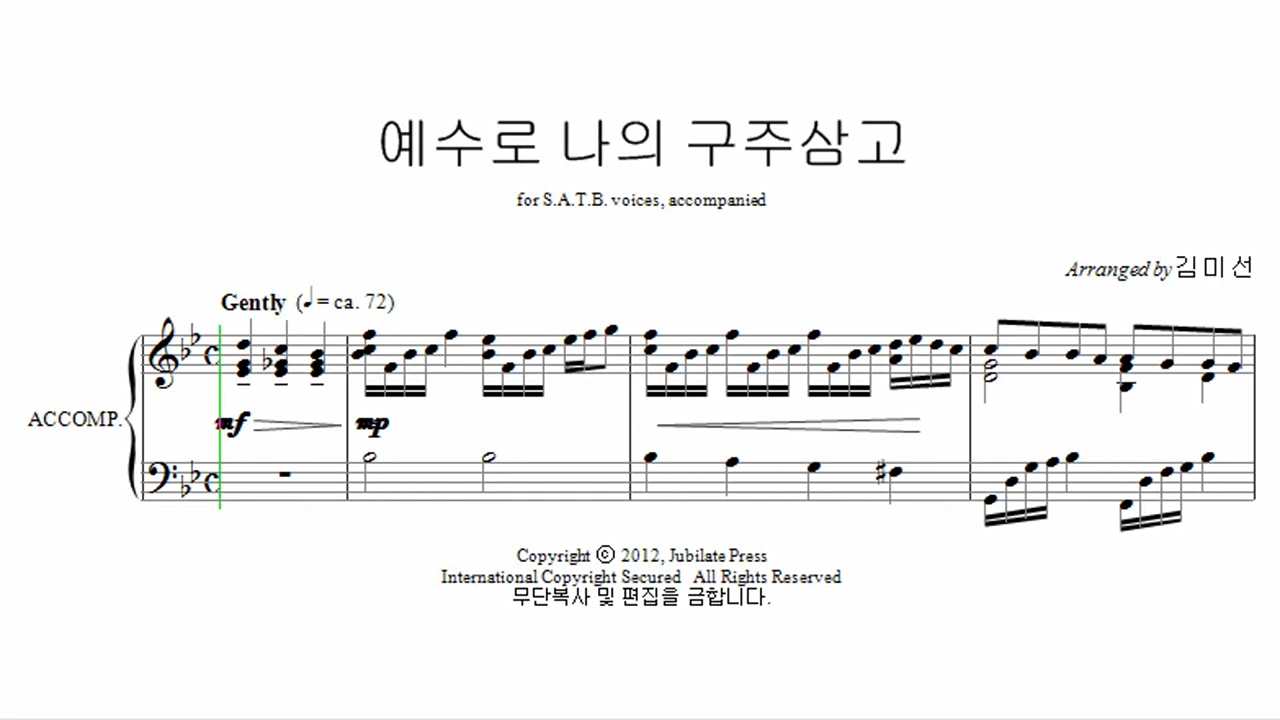 예수로 나의 구주삼고
for S.A.T.B. voices, accompanied
Arranged by 김미선
Gently (♩ = ca. 72)
ACCOMP.
mf mp
Copyright © 2012, Jubilate Press
International Copyright Secured All Rights Reserved
무단복사 및 편집을 금합니다.